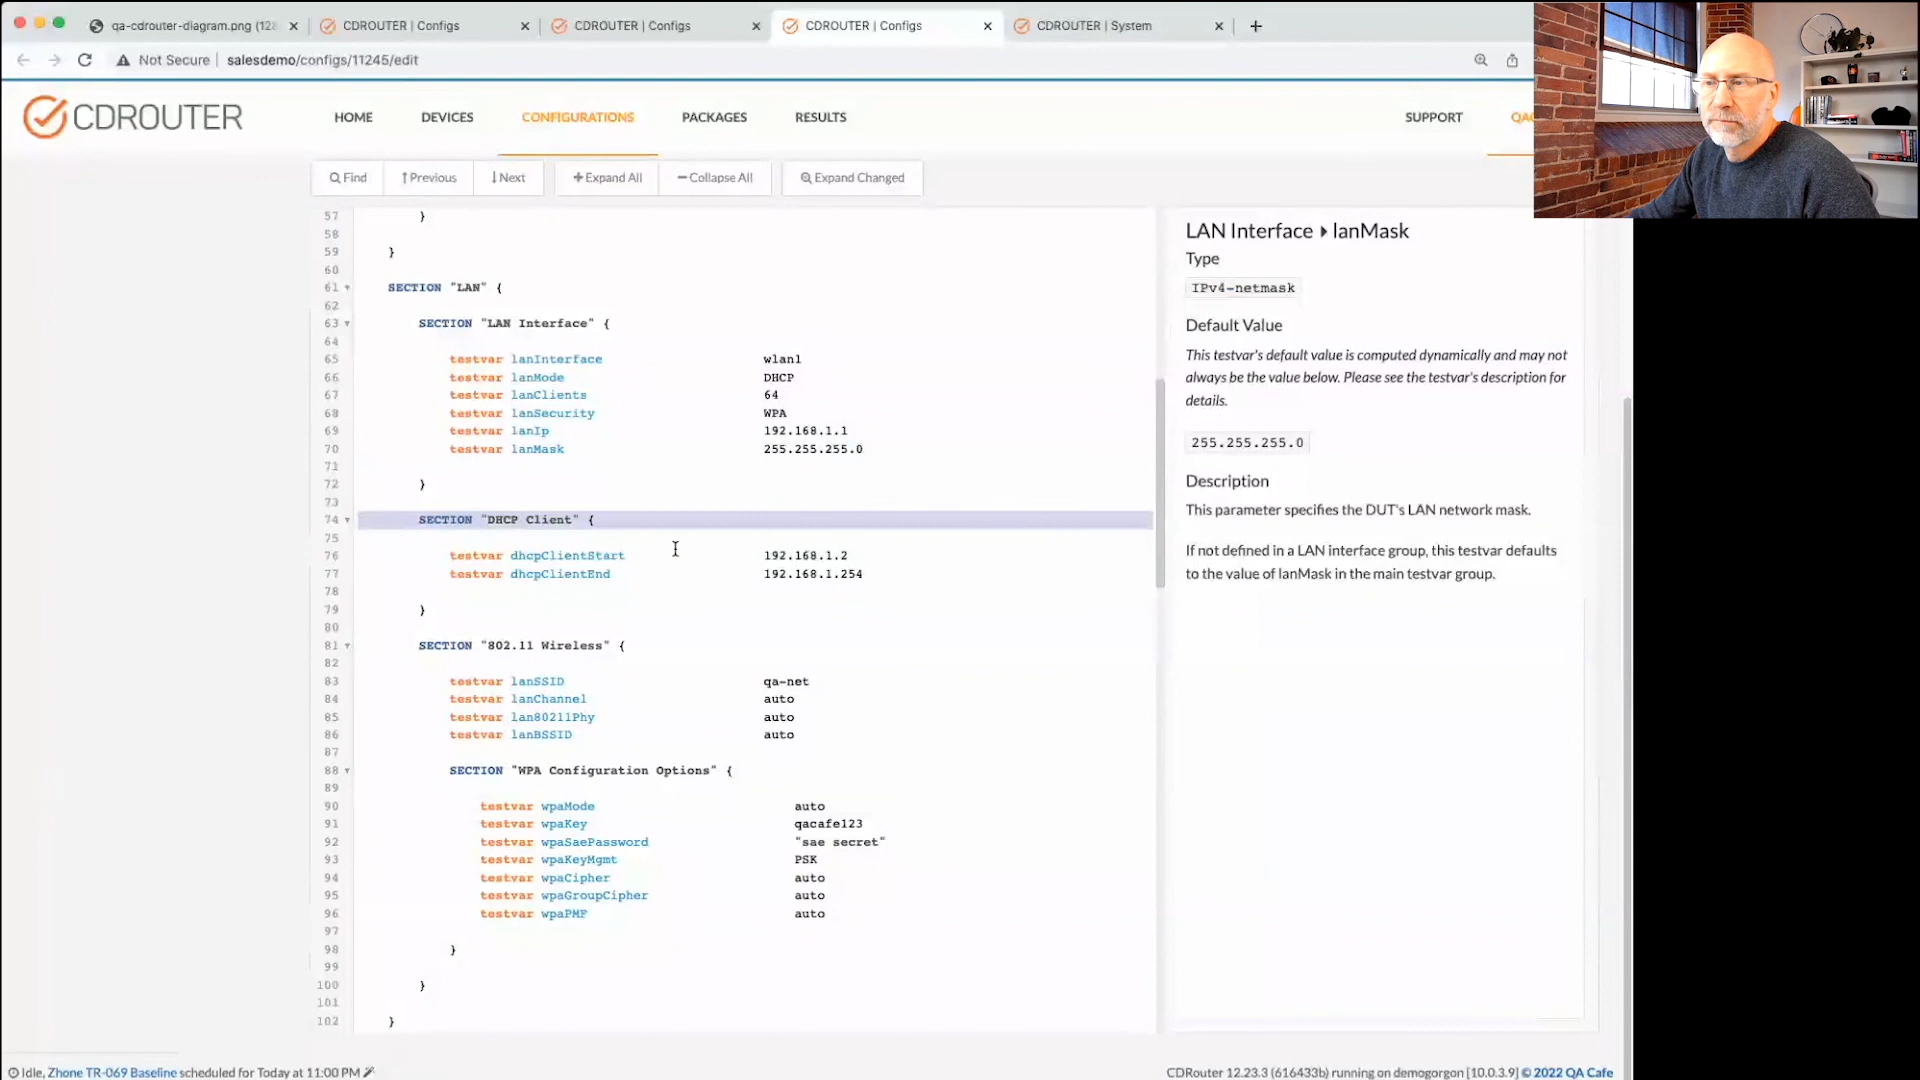 qa-cdrouter-diagram.png (128
CDROUTER | Configs
CDROUTER | Configs
CDROUTER | Configs
CDROUTER | System
Not Secure | salesdemo/configs/11245/edit
CDROUTER
HOME
DEVICES
CONFIGURATIONS
PACKAGES
RESULTS
SUPPORT
Find
Previous
Next
Expand All
Collapse All
Expand Changed
57 }
58
59 }
60
61 SECTION "LAN" {
62
63 SECTION "LAN Interface" {
64
65 testvar lanInterface wlan1
66 testvar lanMode DHCP
67 testvar lanClients 64
68 testvar lanSecurity WPA
69 testvar lanIp 192.168.1.1
70 testvar lanMask 255.255.255.0
71
72 }
73
74 SECTION "DHCP Client" {
75
76 testvar dhcpClientStart 192.168.1.2
77 testvar dhcpClientEnd 192.168.1.254
78
79 }
80
81 SECTION "802.11 Wireless" {
82
83 testvar lanSSID qa-net
84 testvar lanChannel auto
85 testvar lan80211Phy auto
86 testvar lanBSSID auto
87
88 SECTION "WPA Configuration Options" {
89
90 testvar wpaMode auto
91 testvar wpaKey qacafe123
92 testvar wpaSaePassword "sae secret"
93 testvar wpaKeyMgmt PSK
94 testvar wpaCipher auto
95 testvar wpaGroupCipher auto
96 testvar wpaPMF auto
97
98 }
99
100 }
101
102 }
LAN Interface ▸ lanMask
Type
IPv4-netmask
Default Value
This testvar's default value is computed dynamically and may not
always be the value below. Please see the testvar's description for
details.
255.255.255.0
Description
This parameter specifies the DUT's LAN network mask.
If not defined in a LAN interface group, this testvar defaults
to the value of lanMask in the main testvar group.
Idle, Zhone TR-069 Baseline scheduled for Today at 11:00 PM
CDRouter 12.23.3 (616433b) running on demogorgon [10.0.3.9] © 2022 QA Cafe